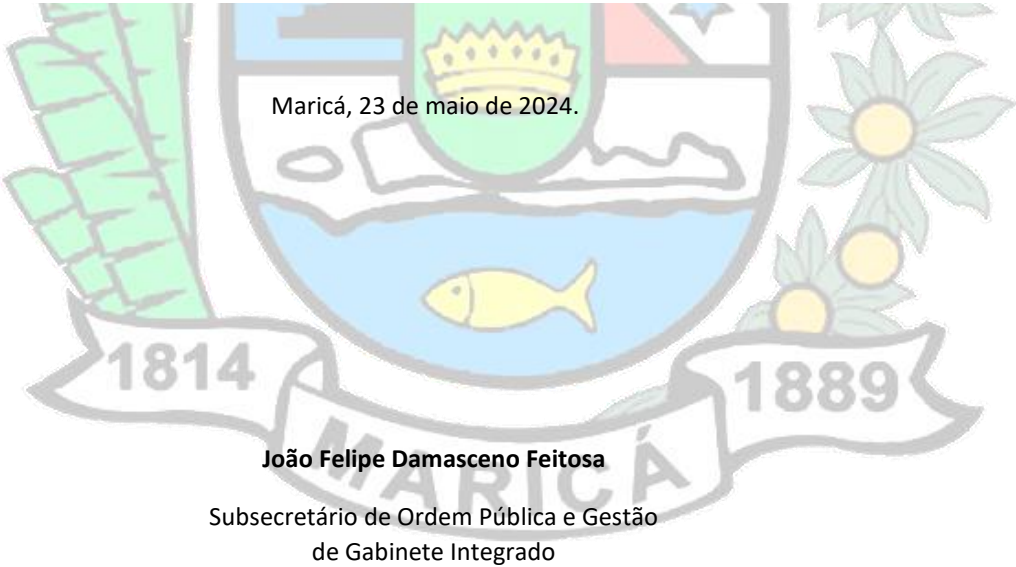 Maricá, 23 de maio de 2024.
1814
1889
MARICÁ
João Felipe Damasceno Feitosa
Subsecretário de Ordem Pública e Gestão
de Gabinete Integrado